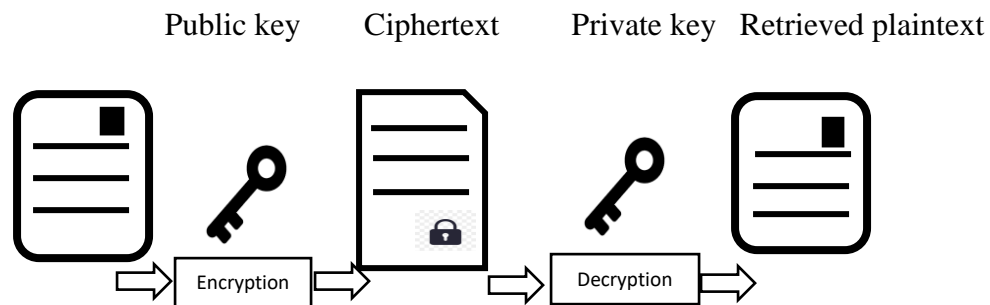 Public key Ciphertext Private key Retrieved plaintext
Encryption Decryption